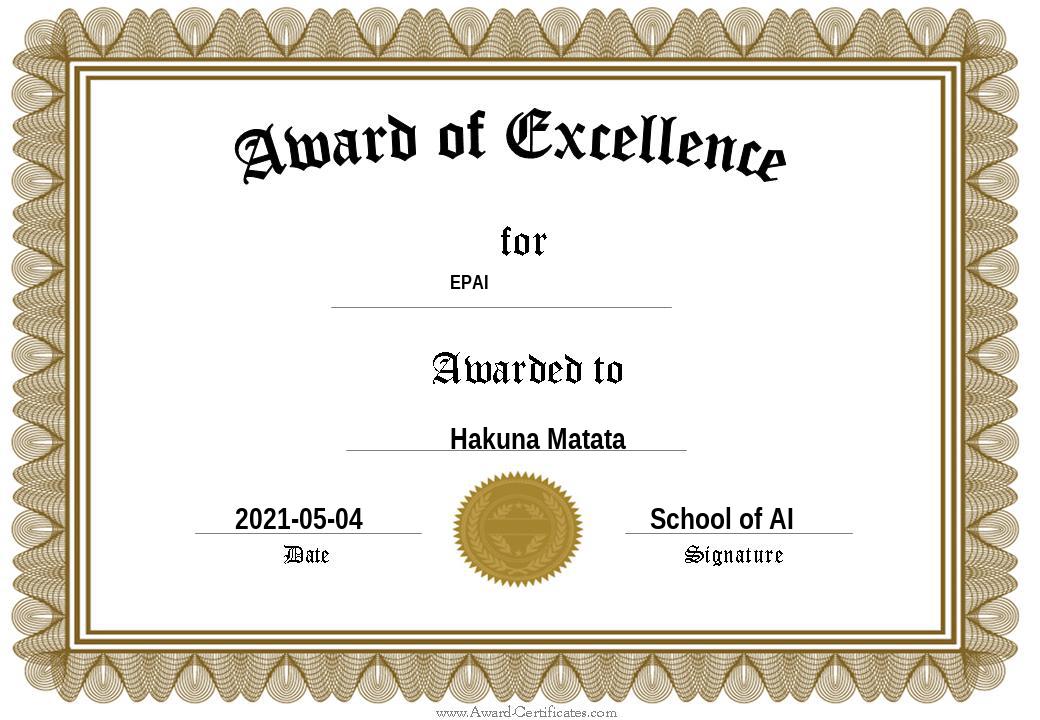 Award of Excellence
for
EPAI
Awarded to
Hakuna Matata
2021-05-04
School of AI
Date
Signature
www.Award-Certificates.com